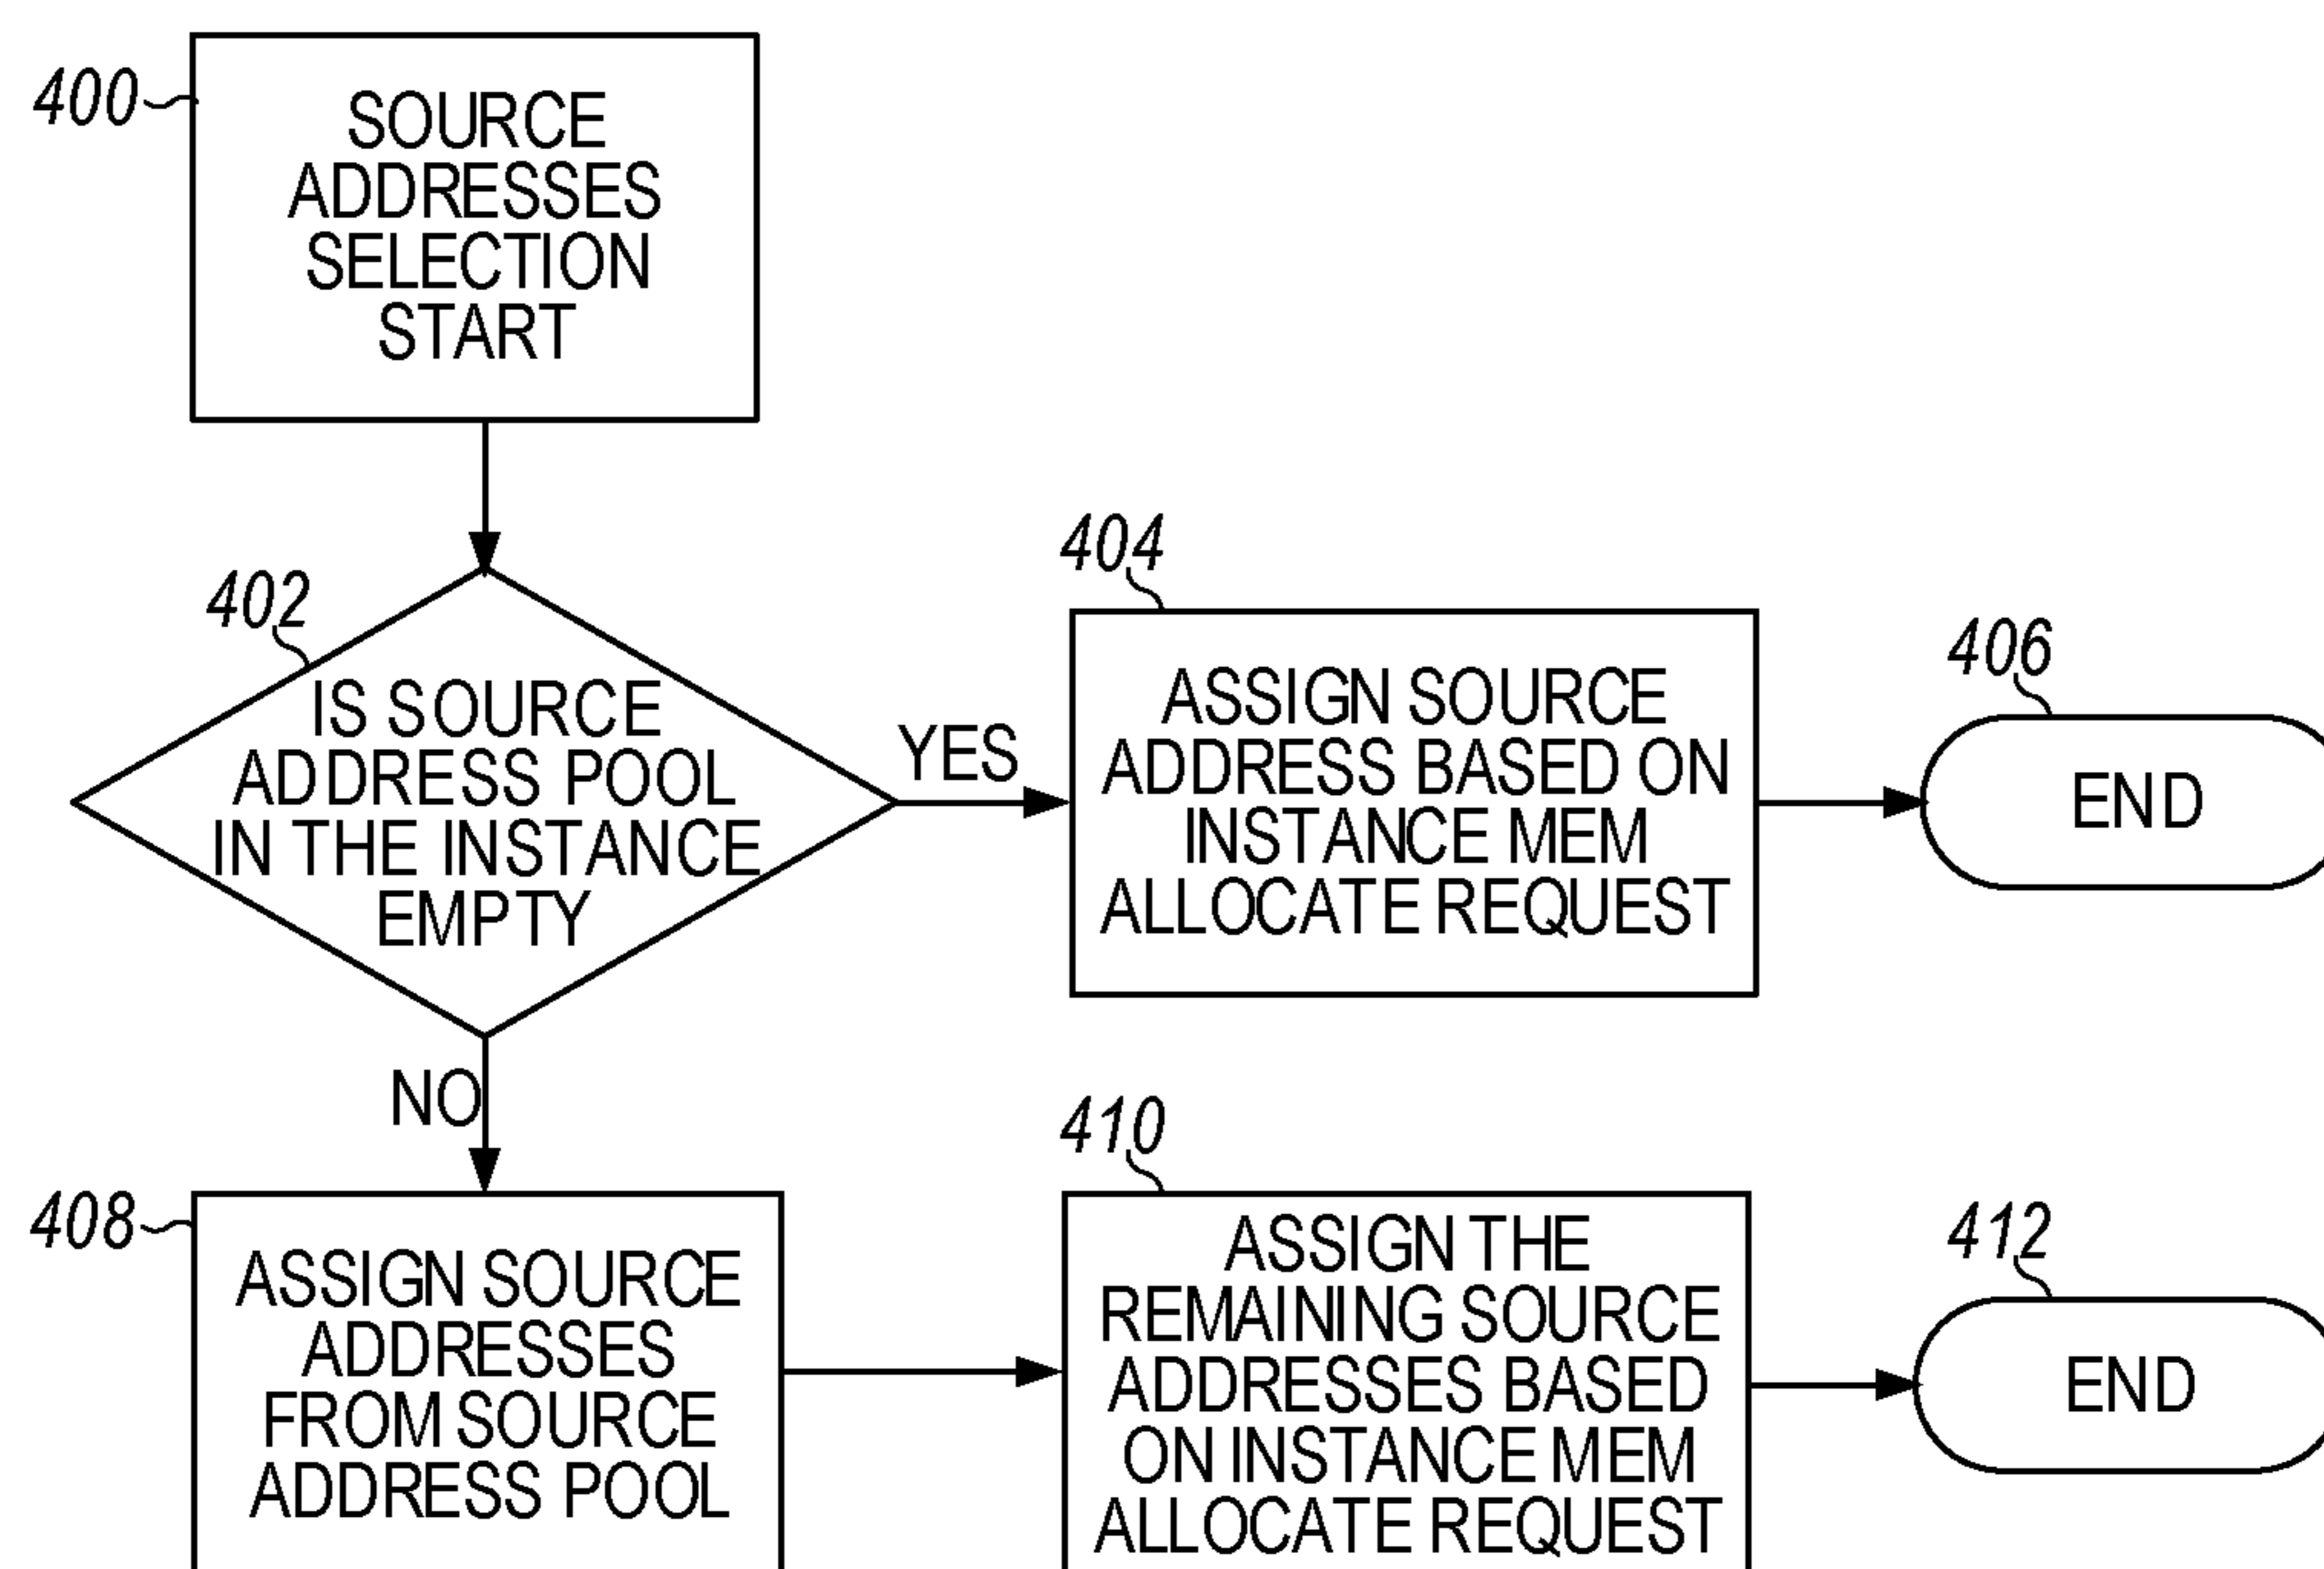 400
SOURCE
ADDRESSES
SELECTION
START
402
IS SOURCE
ADDRESS POOL
IN THE INSTANCE
EMPTY
YES
404
ASSIGN SOURCE
ADDRESS BASED ON
INSTANCE MEM
ALLOCATE REQUEST
406
END
NO
408
ASSIGN SOURCE
ADDRESSES
FROM SOURCE
ADDRESS POOL
410
ASSIGN THE
REMAINING SOURCE
ADDRESSES BASED
ON INSTANCE MEM
ALLOCATE REQUEST
412
END